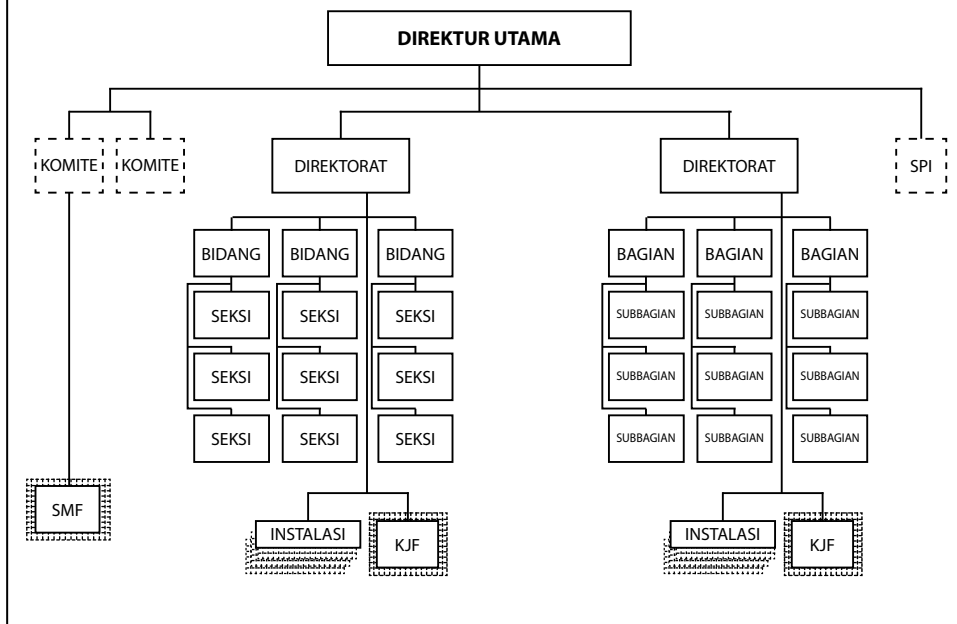 DIREKTUR UTAMA
KOMITE KOMITE DIREKTORAT DIREKTORAT SPI
BIDANG BIDANG BIDANG BAGIAN BAGIAN BAGIAN
SEKSI SEKSI SEKSI SUBBAGIAN SUBBAGIAN SUBBAGIAN
SEKSI SEKSI SEKSI SUBBAGIAN SUBBAGIAN SUBBAGIAN
SEKSI SEKSI SEKSI SUBBAGIAN SUBBAGIAN SUBBAGIAN
SMF
INSTALASI KJF INSTALASI KJF